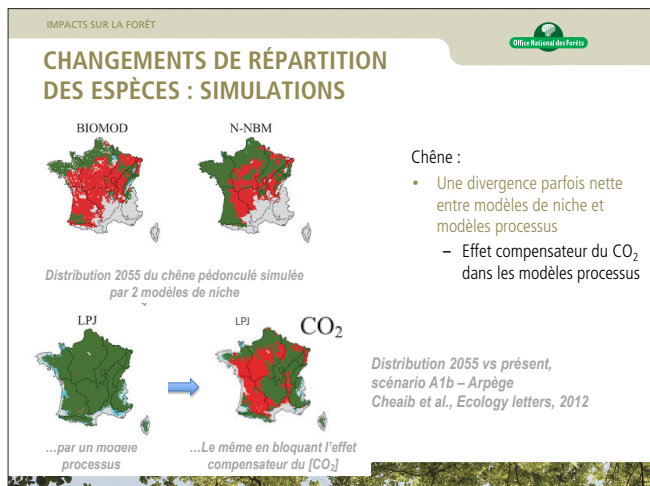 IMPACTS SUR LA FORÊT
Office National des Forêts
CHANGEMENTS DE RÉPARTITION
DES ESPÈCES : SIMULATIONS
BIOMOD
N-NBM
Distribution 2055 du chêne pédonculé simulée
par 2 modèles de niche
Chêne :
• Une divergence parfois nette
entre modèles de niche et
modèles processus
– Effet compensateur du CO₂
dans les modèles processus
LPJ
LPJ
CO₂
…par un modèle
processus
…Le même en bloquant l'effet
compensateur du [CO₂]
Distribution 2055 vs présent,
scénario A1b – Arpège
Cheaib et al., Ecology letters, 2012